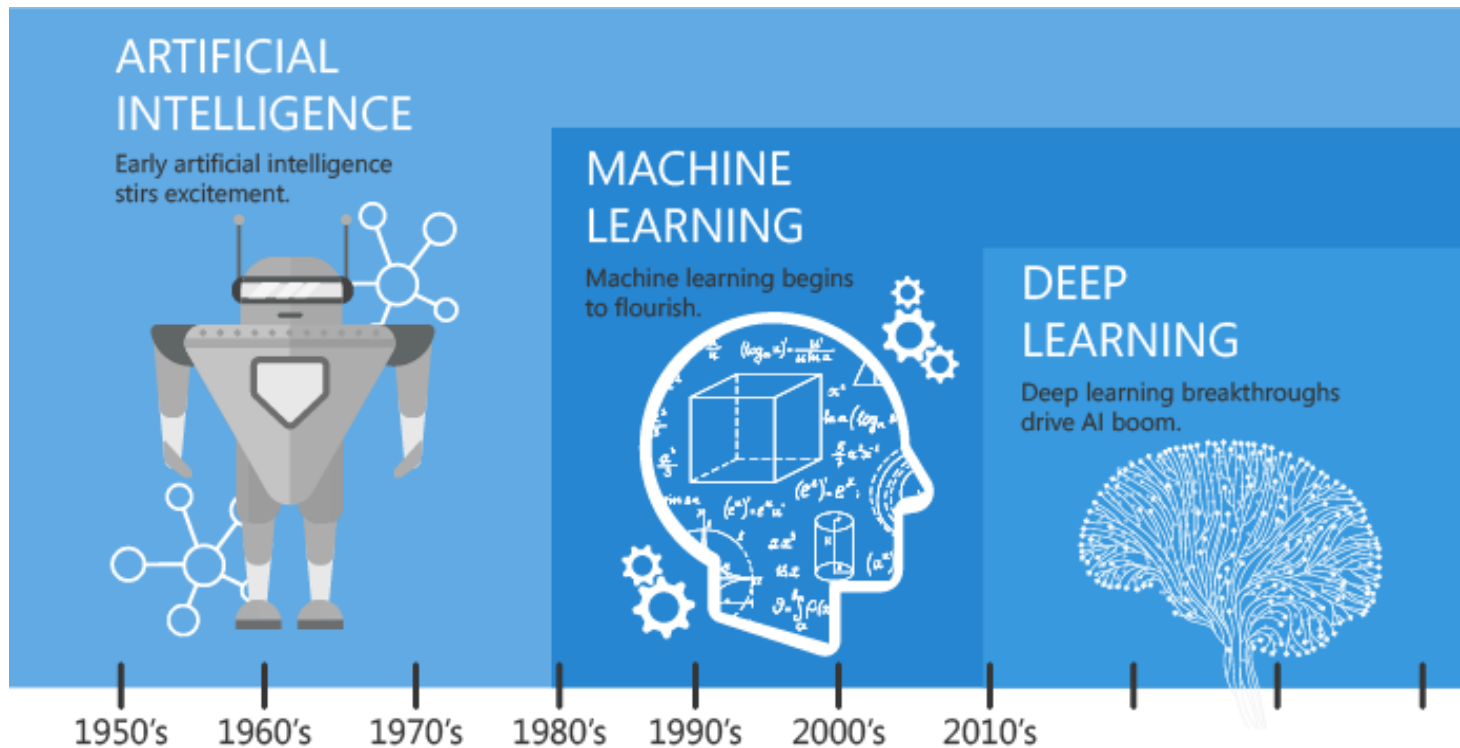 ARTIFICIAL
INTELLIGENCE
Early artificial intelligence
stirs excitement.
MACHINE
LEARNING
Machine learning begins
to flourish.
DEEP
LEARNING
Deep learning breakthroughs
drive AI boom.
1950's 1960's 1970's 1980's 1990's 2000's 2010's